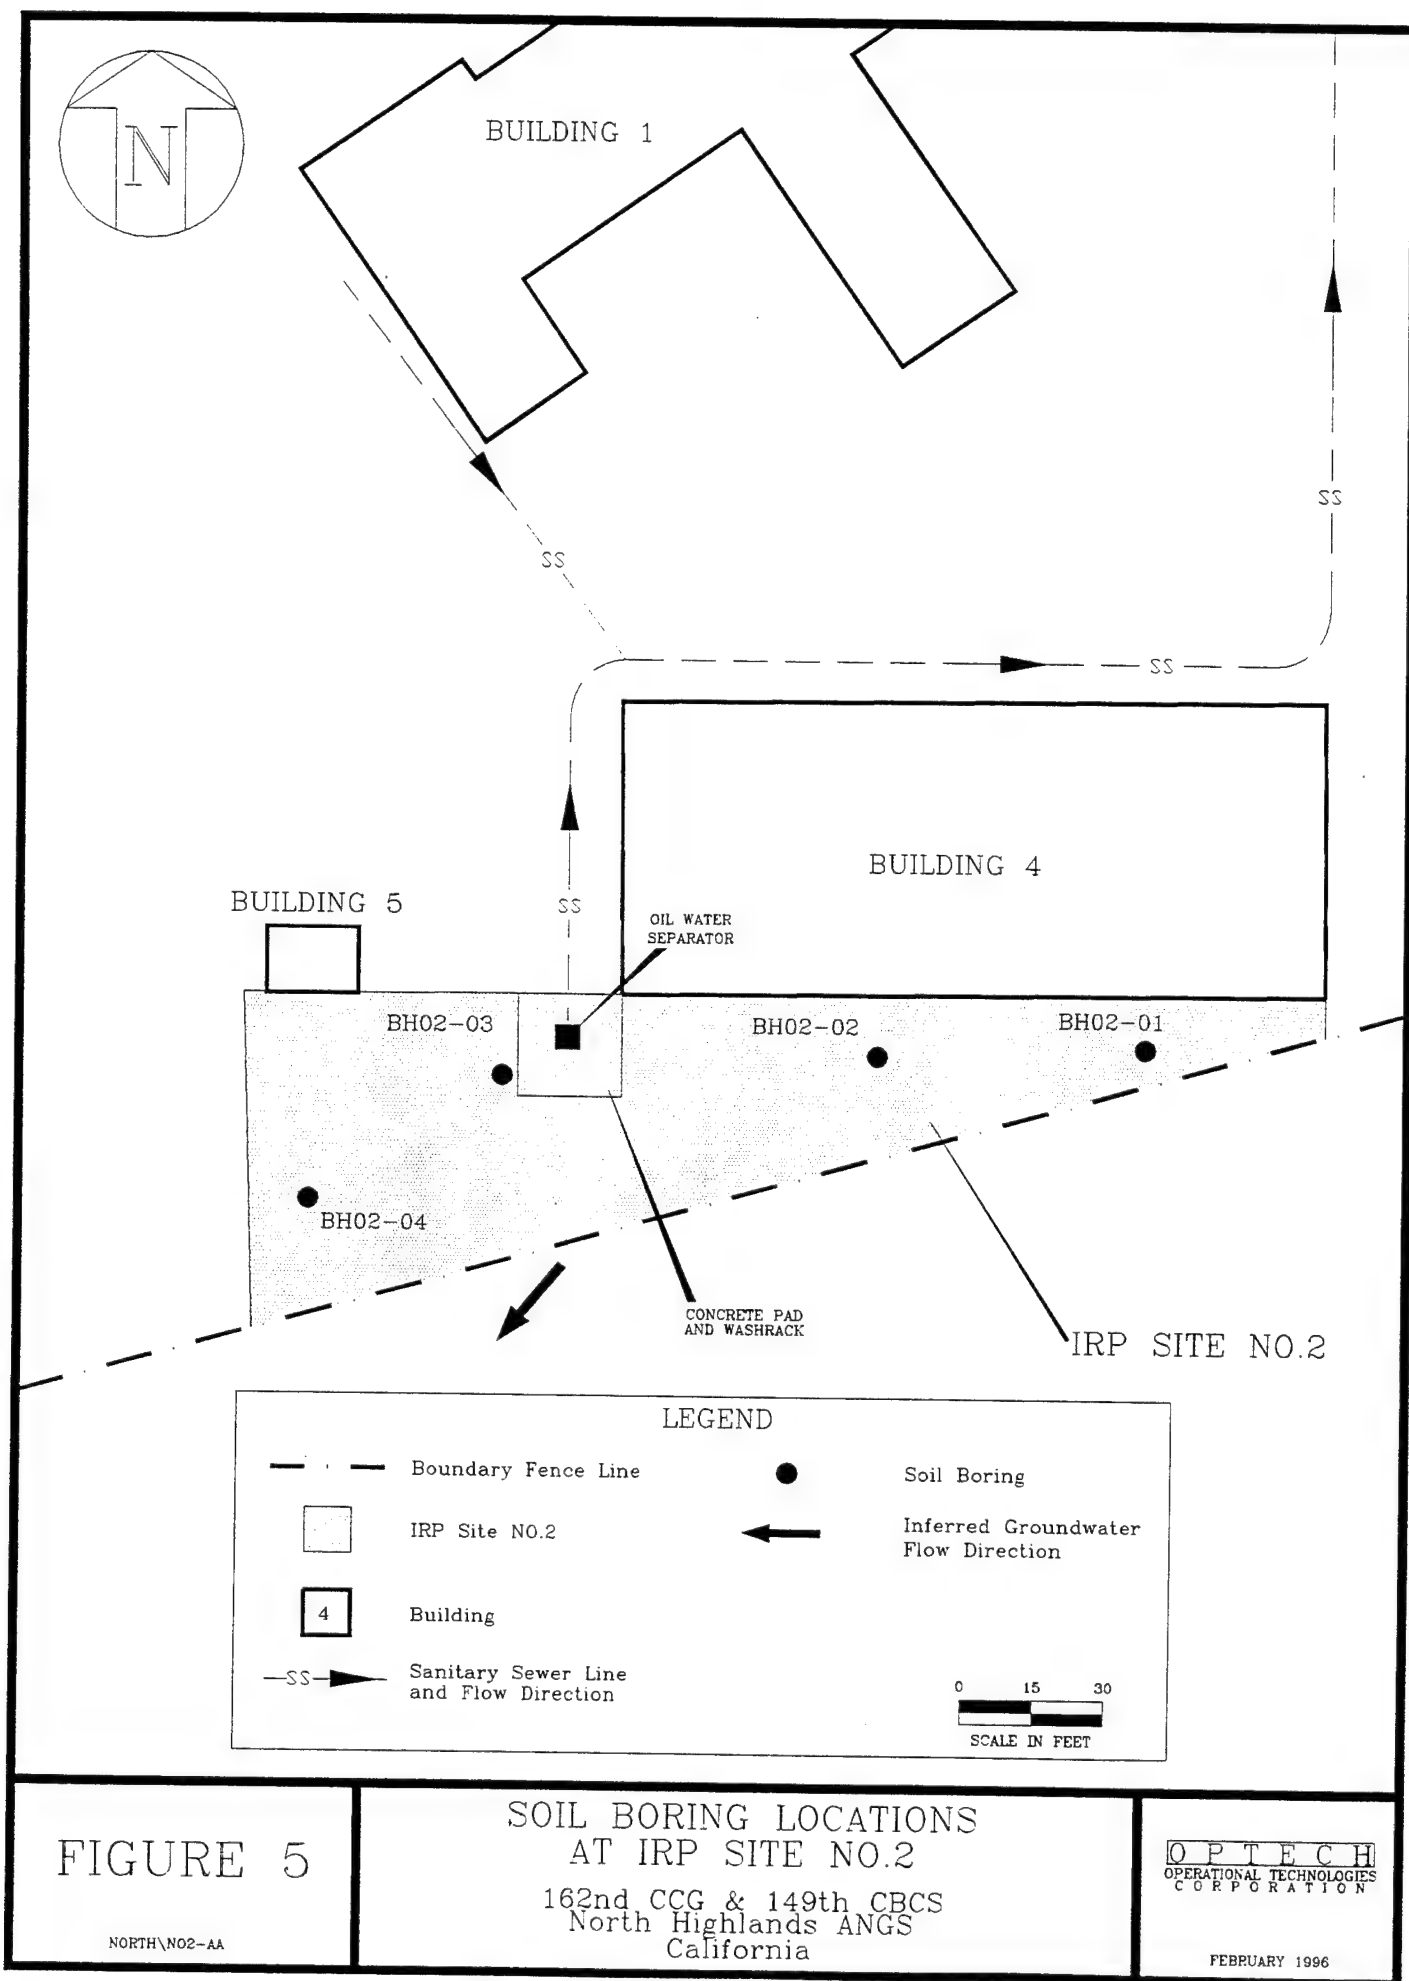 N
BUILDING 1
SS
SS
SS
BUILDING 4
BUILDING 5
SS
OIL WATER
SEPARATOR
BH02-03
BH02-02
BH02-01
BH02-04
CONCRETE PAD
AND WASHRACK
IRP SITE NO.2
LEGEND
Boundary Fence Line
Soil Boring
IRP Site NO.2
Inferred Groundwater
Flow Direction
4
Building
SS
Sanitary Sewer Line
and Flow Direction
0 15 30
SCALE IN FEET
FIGURE 5
NORTH\N02-AA
SOIL BORING LOCATIONS
AT IRP SITE NO.2
162nd CCG & 149th CBCS
North Highlands ANGS
California
OPTECH
OPERATIONAL TECHNOLOGIES
CORPORATION
FEBRUARY 1996